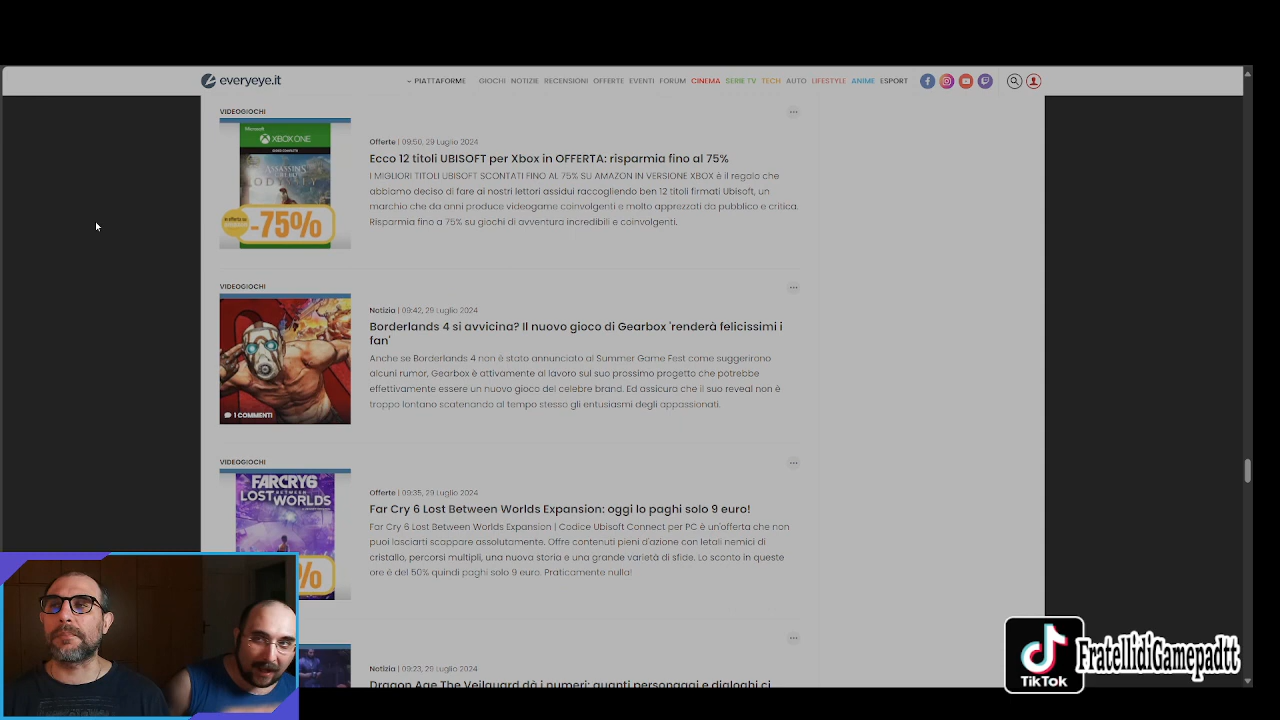 everyeye.it
PIATTAFORME GIOCHI NOTIZIE RECENSIONI OFFERTE EVENTI FORUM CINEMA SERIE TV TECH AUTO LIFESTYLE ANIME ESPORT
VIDEOGIOCHI
Microsoft
XBOX ONE
-75%
Offerte | 09:50, 29 Luglio 2024
Ecco 12 titoli UBISOFT per Xbox in OFFERTA: risparmia fino al 75%
I MIGLIORI TITOLI UBISOFT SCONTATI FINO AL 75% SU AMAZON IN VERSIONE XBOX è il regalo che
abbiamo deciso di fare ai nostri lettori assidui raccogliendo ben 12 titoli firmati Ubisoft, un
marchio che da anni produce videogame coinvolgenti e molto apprezzati da pubblico e critica.
Risparmia fino a 75% su giochi di avventura incredibili e coinvolgenti.
VIDEOGIOCHI
1 COMMENTI
Notizia | 09:42, 29 Luglio 2024
Borderlands 4 si avvicina? Il nuovo gioco di Gearbox 'renderà felicissimi i
fan'
Anche se Borderlands 4 non è stato annunciato al Summer Game Fest come suggerirono
alcuni rumor, Gearbox è attivamente al lavoro sul suo prossimo progetto che potrebbe
effettivamente essere un nuovo gioco del celebre brand. Ed assicura che il suo reveal non è
troppo lontano scatenando al tempo stesso gli entusiasmi degli appassionati.
VIDEOGIOCHI
FARCRY6
LOST BETWEEN WORLDS
%
Offerte | 09:35, 29 Luglio 2024
Far Cry 6 Lost Between Worlds Expansion: oggi lo paghi solo 9 euro!
Far Cry 6 Lost Between Worlds Expansion | Codice Ubisoft Connect per PC è un'offerta che non
puoi lasciarti scappare assolutamente. Offre contenuti pieni d'azione con letali nemici di
cristallo, percorsi multipli, una nuova storia e una grande varietà di sfide. Lo sconto in queste
ore è del 50% quindi paghi solo 9 euro. Praticamente nulla!
Notizia | 09:23, 29 Luglio 2024
Dragon Age The Veilguard dà i numeri: quanti personaggi e dialoghi ci
TikTok
FratellidiGamepadtt